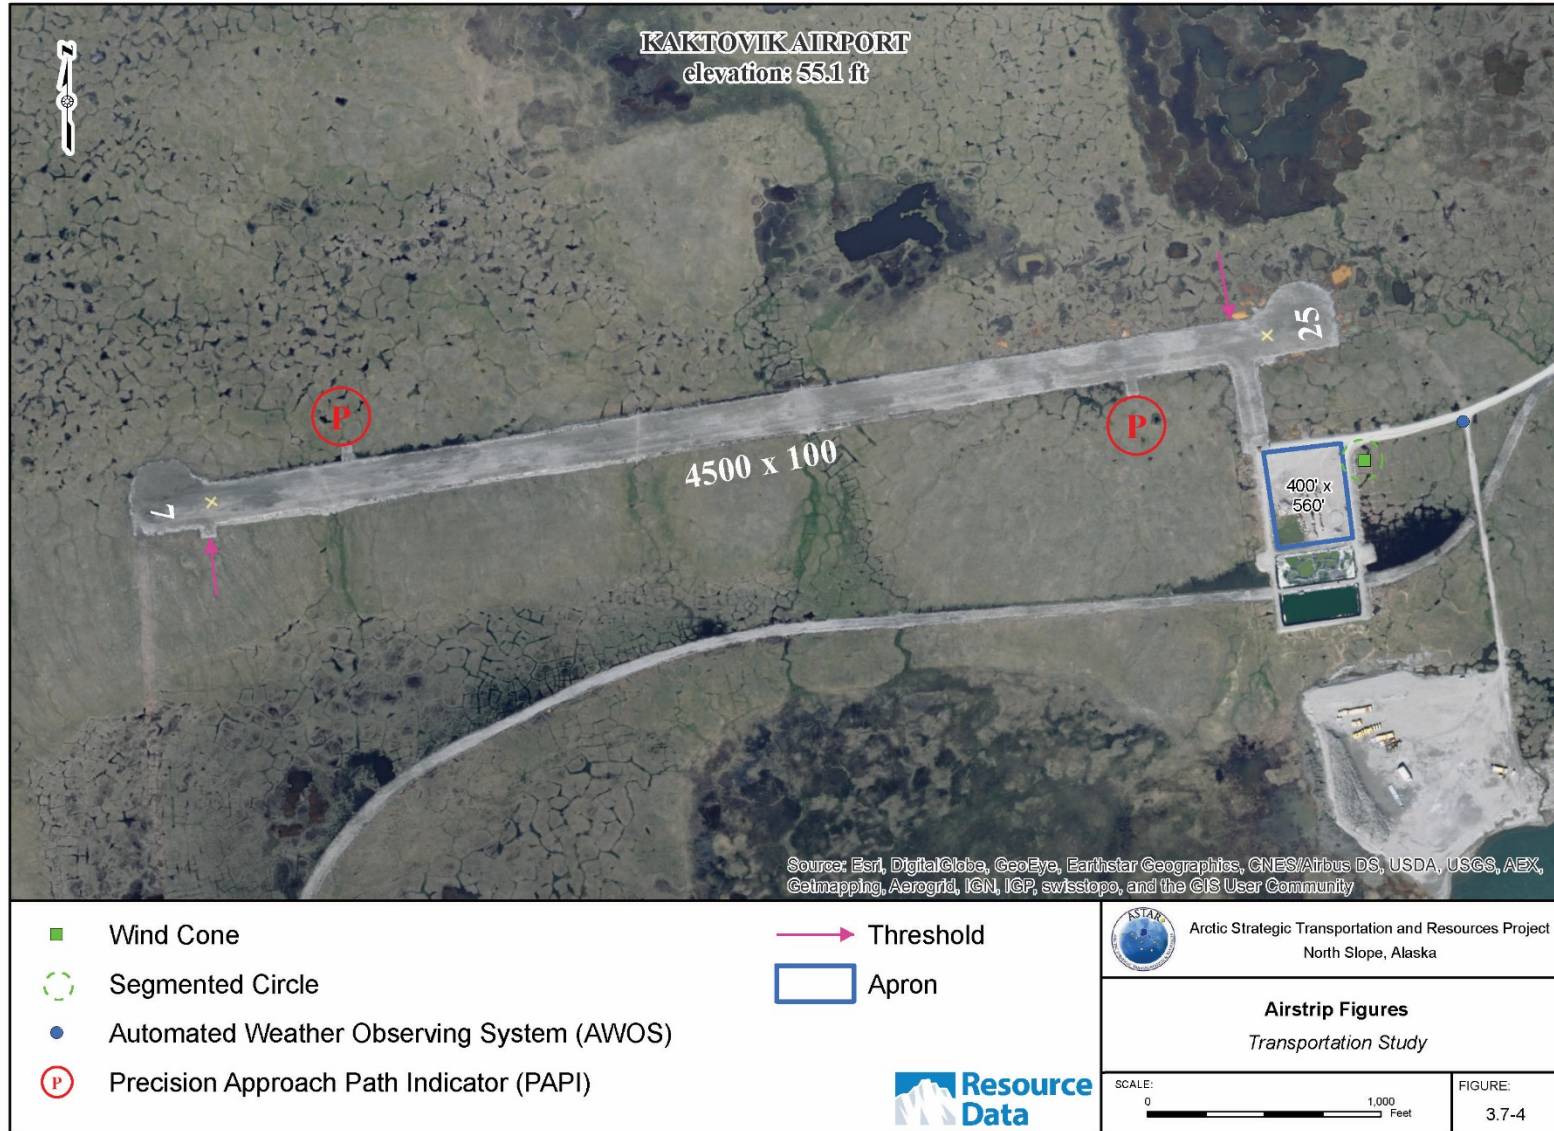 KAKTOVIK AIRPORT
elevation: 55.1 ft
N
25
P
P
4500 x 100
7
400' x
560'
Source: Esri, DigitalGlobe, GeoEye, Earthstar Geographics, CNES/Airbus DS, USDA, USGS, AEX,
Getmapping, Aerogrid, IGN, IGP, swisstopo, and the GIS User Community
Wind Cone
Segmented Circle
Automated Weather Observing System (AWOS)
P Precision Approach Path Indicator (PAPI)
Threshold
Apron
Resource
Data
ASTAR
Arctic Strategic Transportation and Resources Project
North Slope, Alaska
Airstrip Figures
Transportation Study
SCALE:
0 1,000
Feet
FIGURE:
3.7-4